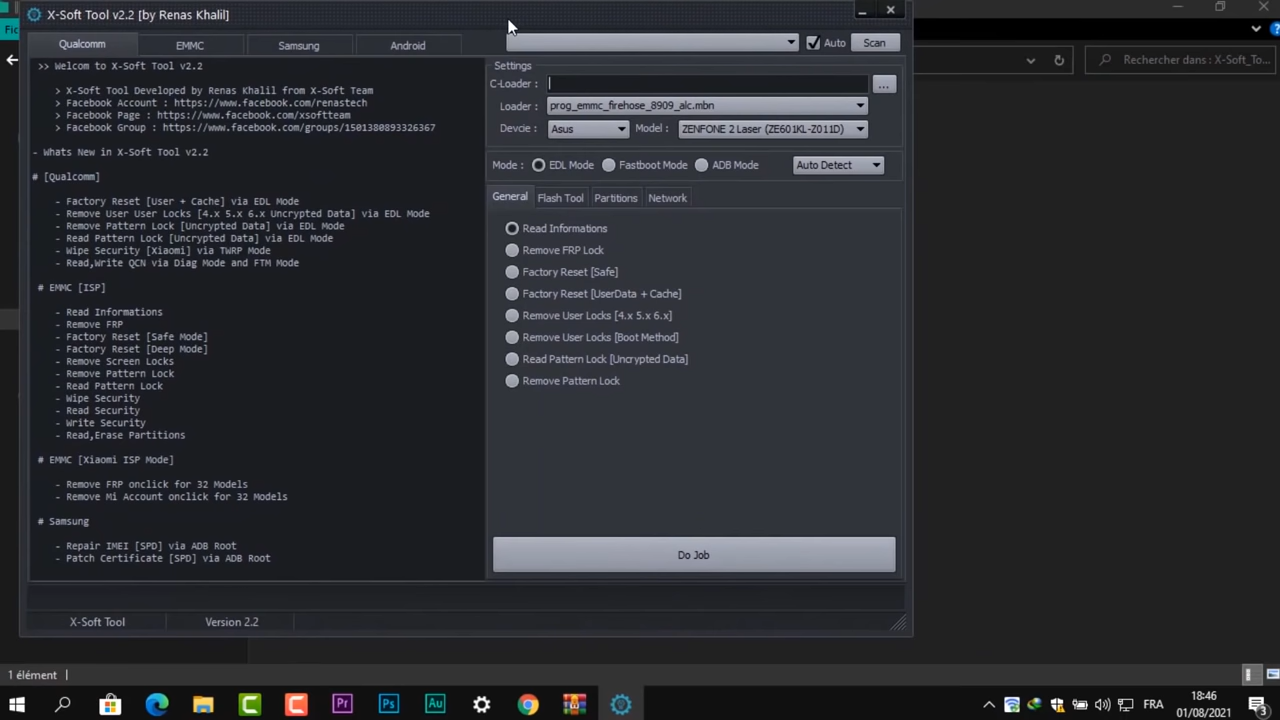 X-Soft Tool v2.2 [by Renas Khalil]
Qualcomm
EMMC
Samsung
Android
Auto
Scan
>> Welcom to X-Soft Tool v2.2
> X-Soft Tool Developed by Renas Khalil from X-Soft Team
> Facebook Account : https://www.facebook.com/renastech
> Facebook Page : https://www.facebook.com/xsoftteam
> Facebook Group : https://www.facebook.com/groups/1501380893326367
- Whats New in X-Soft Tool v2.2
# [Qualcomm]
- Factory Reset [User + Cache] via EDL Mode
- Remove User User Locks [4.x 5.x 6.x Uncrypted Data] via EDL Mode
- Remove Pattern Lock [Uncrypted Data] via EDL Mode
- Read Pattern Lock [Uncrypted Data] via EDL Mode
- Wipe Security [Xiaomi] via TWRP Mode
- Read,Write QCN via Diag Mode and FTM Mode
# EMMC [ISP]
- Read Informations
- Remove FRP
- Factory Reset [Safe Mode]
- Factory Reset [Deep Mode]
- Remove Screen Locks
- Remove Pattern Lock
- Read Pattern Lock
- Wipe Security
- Read Security
- Write Security
- Read,Erase Partitions
# EMMC [Xiaomi ISP Mode]
- Remove FRP onclick for 32 Models
- Remove Mi Account onclick for 32 Models
# Samsung
- Repair IMEI [SPD] via ADB Root
- Patch Certificate [SPD] via ADB Root
Settings
C-Loader :
...
Loader : prog_emmc_firehose_8909_alc.mbn
Devcie : Asus Model : ZENFONE 2 Laser (ZE601KL-Z011D)
Mode : EDL Mode Fastboot Mode ADB Mode Auto Detect
General Flash Tool Partitions Network
Read Informations
Remove FRP Lock
Factory Reset [Safe]
Factory Reset [UserData + Cache]
Remove User Locks [4.x 5.x 6.x]
Remove User Locks [Boot Method]
Read Pattern Lock [Uncrypted Data]
Remove Pattern Lock
Do Job
X-Soft Tool
Version 2.2
Fic
Rechercher dans : X-Soft_To...
1 élément
Pr
Ps
Au
FRA
18:46
01/08/2021
3